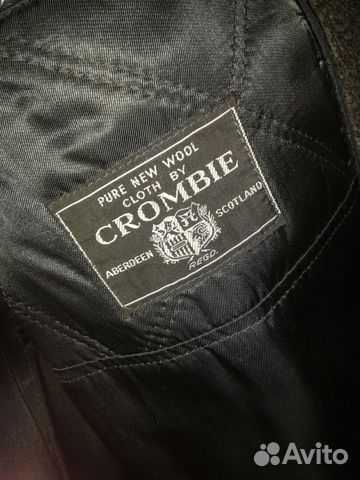 PURE NEW WOOL
CLOTH BY
CROMBIE
ABERDEEN SCOTLAND
REGD.
Avito